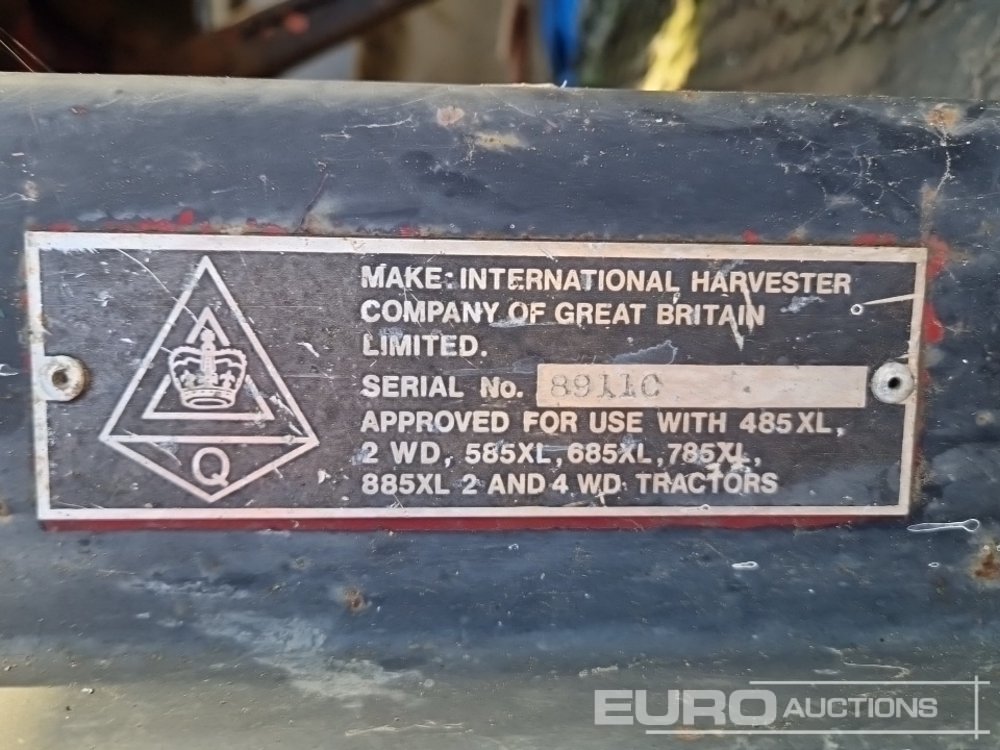 MAKE: INTERNATIONAL HARVESTER
COMPANY OF GREAT BRITAIN
LIMITED.
SERIAL No. 8911C
APPROVED FOR USE WITH 485XL,
2 WD, 585XL, 685XL, 785XL,
885XL 2 AND 4 WD. TRACTORS
Q
EURO AUCTIONS